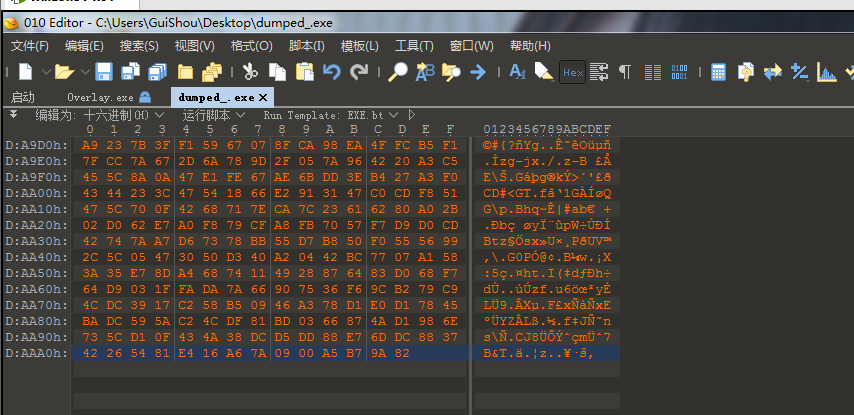 010 Editor - C:\Users\GuiShou\Desktop\dumped_.exe
文件(F) 编辑(E) 搜索(S) 视图(V) 格式(O) 脚本(I) 模板(L) 工具(T) 窗口(W) 帮助(H)
Hex
启动 Overlay.exe dumped_.exe ×
编辑为: 十六进制(H) 运行脚本 Run Template: EXE.bt
0 1 2 3 4 5 6 7 8 9 A B C D E F 0123456789ABCDEF
D:A9D0h: A9 23 7B 3F F1 59 67 07 8F CA 98 EA 4F FC B5 F1 ©#{?ñYg..Ê˜êOüµñ
D:A9E0h: 7F CC 7A 67 2D 6A 78 9D 2F 05 7A 96 42 20 A3 C5 .Ìzg-jx./.z–B £Å
D:A9F0h: 45 5C 8A 0A 47 E1 FE 67 AE 6B DD 3E B4 27 A3 F0 E\Š.Gáþg®kÝ>´'£ð
D:AA00h: 43 44 23 3C 47 54 18 66 E2 91 31 47 C0 CD F8 51 CD#<GT.fâ‘1GÀÍøQ
D:AA10h: 47 5C 70 0F 42 68 71 7E CA 7C 23 61 62 80 A0 2B G\p.Bhq~Ê|#ab€ +
D:AA20h: 02 D0 62 E7 A0 F8 79 CF A8 FB 70 57 F7 D9 D0 CD .Ðbç øyÏ¨ûpW÷ÙÐÍ
D:AA30h: 42 74 7A A7 D6 73 78 BB 55 D7 B8 50 F0 55 56 99 Btz§Ösx»U×¸PðUV™
D:AA40h: 2C 5C 05 47 30 50 D3 40 A2 04 42 BC 77 07 A1 58 ,\.G0PÓ@¢.B¼w.¡X
D:AA50h: 3A 35 E7 8D A4 68 74 11 49 28 87 64 83 D0 68 F7 :5ç.¤ht.I(‡dƒÐh÷
D:AA60h: 64 D9 03 1F FA DA 7A 66 90 75 36 F6 9C B2 79 C9 dÙ..úÚzf.u6öœ²yÉ
D:AA70h: 4C DC 39 17 C2 58 B5 09 46 A3 78 D1 E0 D1 78 45 LÜ9.ÂXµ.F£xÑàÑxE
D:AA80h: BA DC 59 5A C2 4C DF 81 BD 03 66 87 4A D1 98 6E ºÜYZÂLß.½.f‡JÑ˜n
D:AA90h: 73 5C D1 0F 43 4A 38 DC D5 DD 88 E7 6D DC 88 37 s\Ñ.CJ8ÜÕÝˆçmÜˆ7
D:AAA0h: 42 26 54 81 E4 16 A6 7A 09 00 A5 B7 9A 82 B&T.ä.¦z..¥·š‚